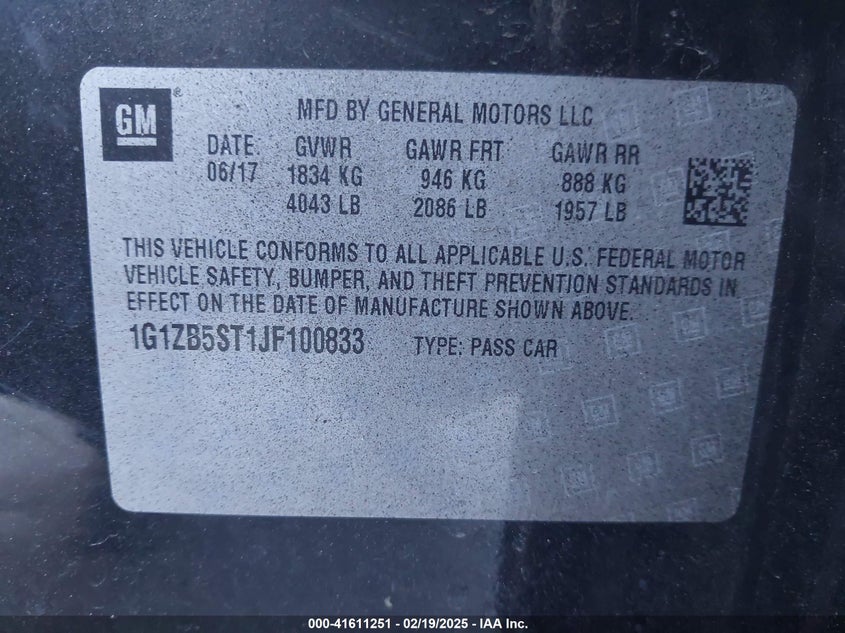 GM
MFD BY GENERAL MOTORS LLC
DATE: GVWR GAWR FRT GAWR RR
06/17 1834 KG 946 KG 888 KG
4043 LB 2086 LB 1957 LB
THIS VEHICLE CONFORMS TO ALL APPLICABLE U.S. FEDERAL MOTOR
VEHICLE SAFETY, BUMPER, AND THEFT PREVENTION STANDARDS IN
EFFECT ON THE DATE OF MANUFACTURE SHOWN ABOVE.
1G1ZB5ST1JF100833 TYPE: PASS CAR
000-41611251 - 02/19/2025 - IAA Inc.